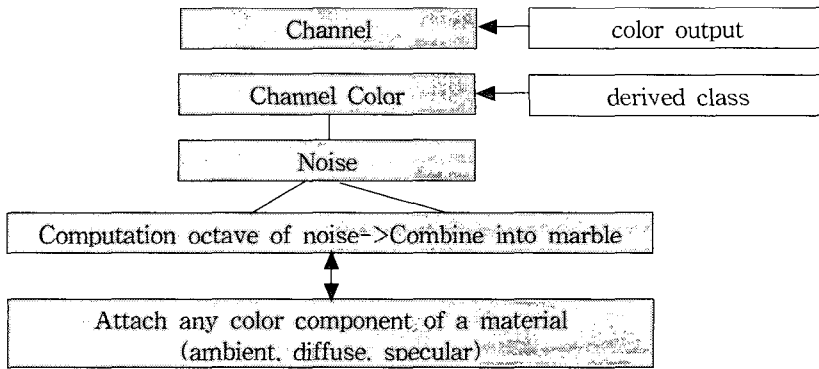 Channel
color output
Channel Color
derived class
Noise
Computation octave of noise->Combine into marble
Attach any color component of a material
(ambient. diffuse. specular)